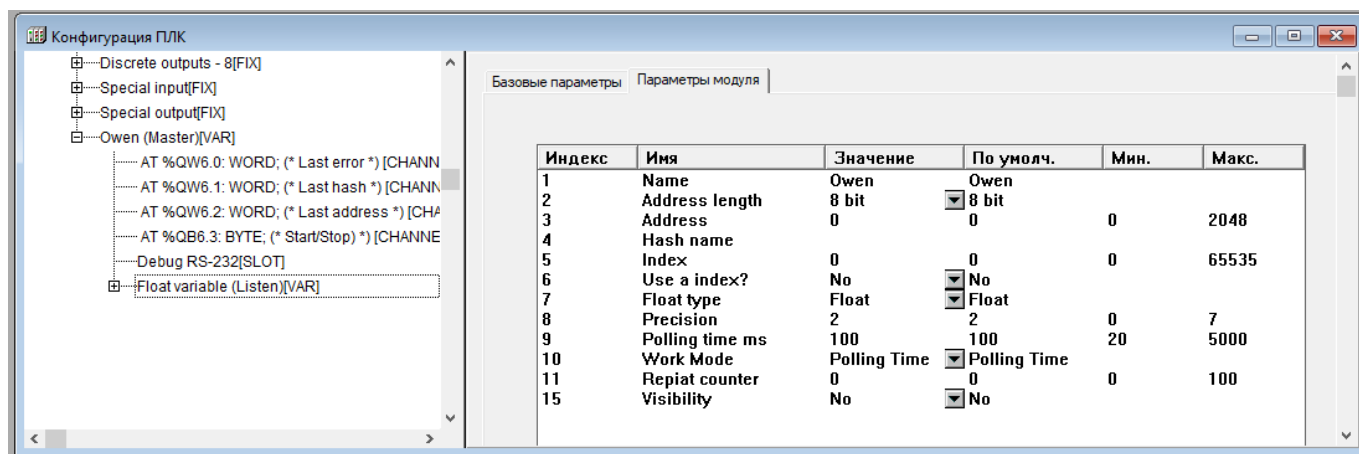 Конфигурация ПЛК
Discrete outputs - 8[FIX]
Special input[FIX]
Special output[FIX]
Owen (Master)[VAR]
AT %QW6.0: WORD; (* Last error *) [CHANN
AT %QW6.1: WORD; (* Last hash *) [CHANN
AT %QW6.2: WORD; (* Last address *) [CHA
AT %QB6.3: BYTE; (* Start/Stop) *) [CHANNE
Debug RS-232[SLOT]
Float variable (Listen)[VAR]
Базовые параметры Параметры модуля
Индекс Имя Значение По умолч. Мин. Макс.
1 Name Owen Owen
2 Address length 8 bit 8 bit
3 Address 0 0 0 2048
4 Hash name
5 Index 0 0 0 65535
6 Use a index? No No
7 Float type Float Float
8 Precision 2 2 0 7
9 Polling time ms 100 100 20 5000
10 Work Mode Polling Time Polling Time
11 Repiat counter 0 0 0 100
15 Visibility No No